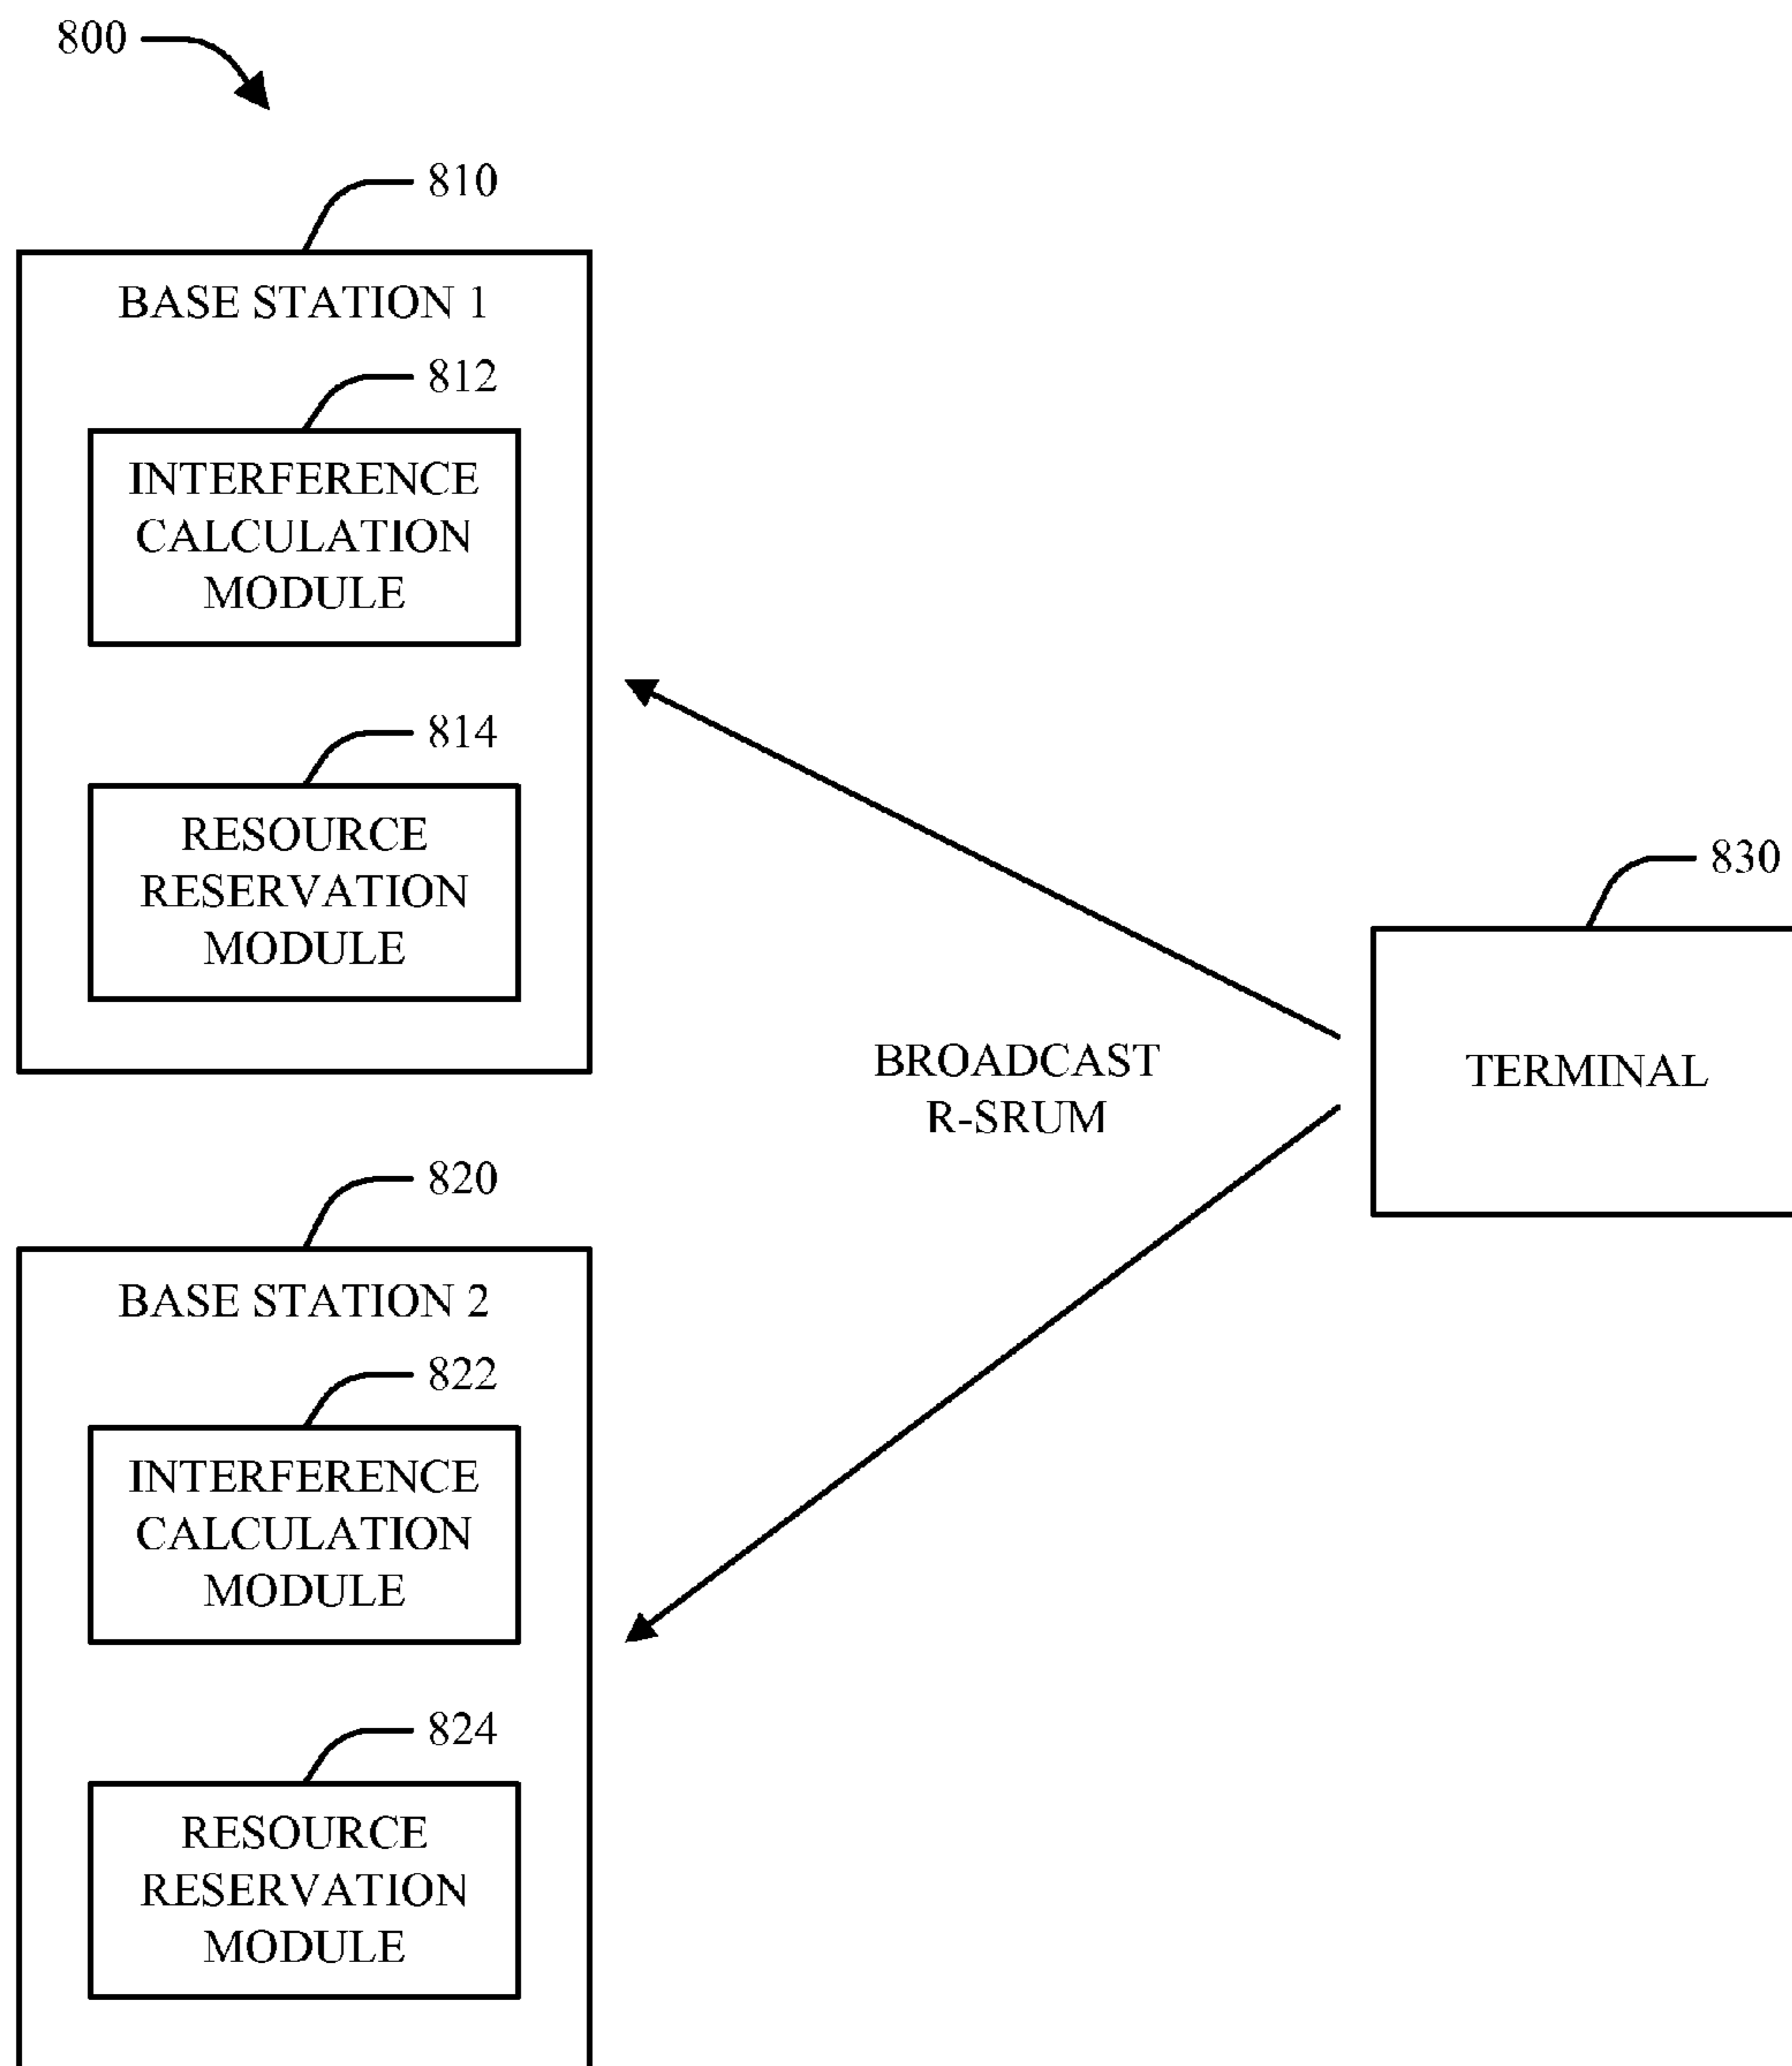 800
810
BASE STATION 1
812
INTERFERENCE
CALCULATION
MODULE
814
RESOURCE
RESERVATION
MODULE
830
TERMINAL
BROADCAST
R-SRUM
820
BASE STATION 2
822
INTERFERENCE
CALCULATION
MODULE
824
RESOURCE
RESERVATION
MODULE